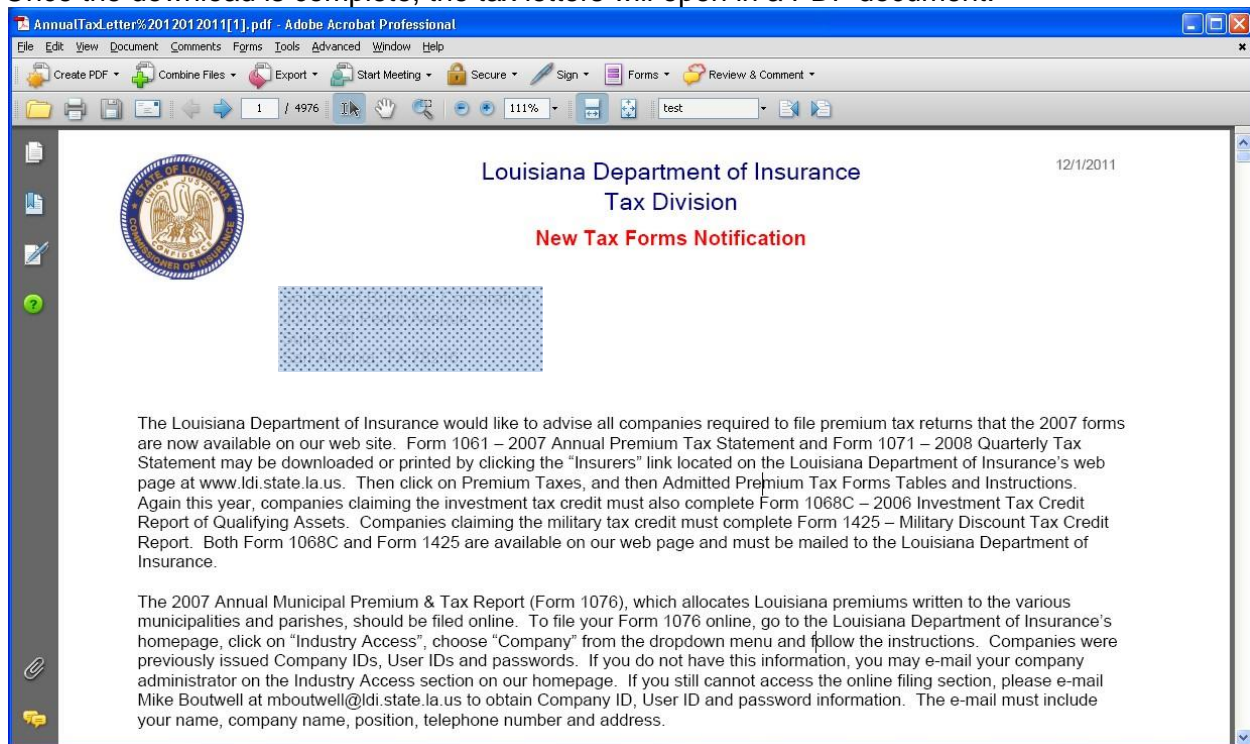 Once the download is complete, the tax letters will open in a PDF document.
AnnualTaxLetter%2012012011[1].pdf - Adobe Acrobat Professional
File Edit View Document Comments Forms Tools Advanced Window Help
Create PDF Combine Files Export Start Meeting Secure Sign Forms Review & Comment
1 / 4976 111% test
STATE OF LOUISIANA
UNION JUSTICE
CONFIDENCE
COMMISSIONER OF INSURANCE
Louisiana Department of Insurance
12/1/2011
Tax Division
New Tax Forms Notification
The Louisiana Department of Insurance would like to advise all companies required to file premium tax returns that the 2007 forms
are now available on our web site. Form 1061 – 2007 Annual Premium Tax Statement and Form 1071 – 2008 Quarterly Tax
Statement may be downloaded or printed by clicking the “Insurers” link located on the Louisiana Department of Insurance’s web
page at www.ldi.state.la.us. Then click on Premium Taxes, and then Admitted Premium Tax Forms Tables and Instructions.
Again this year, companies claiming the investment tax credit must also complete Form 1068C – 2006 Investment Tax Credit
Report of Qualifying Assets. Companies claiming the military tax credit must complete Form 1425 – Military Discount Tax Credit
Report. Both Form 1068C and Form 1425 are available on our web page and must be mailed to the Louisiana Department of
Insurance.
The 2007 Annual Municipal Premium & Tax Report (Form 1076), which allocates Louisiana premiums written to the various
municipalities and parishes, should be filed online. To file your Form 1076 online, go to the Louisiana Department of Insurance’s
homepage, click on “Industry Access”, choose “Company” from the dropdown menu and follow the instructions. Companies were
previously issued Company IDs, User IDs and passwords. If you do not have this information, you may e-mail your company
administrator on the Industry Access section on our homepage. If you still cannot access the online filing section, please e-mail
Mike Boutwell at mboutwell@ldi.state.la.us to obtain Company ID, User ID and password information. The e-mail must include
your name, company name, position, telephone number and address.